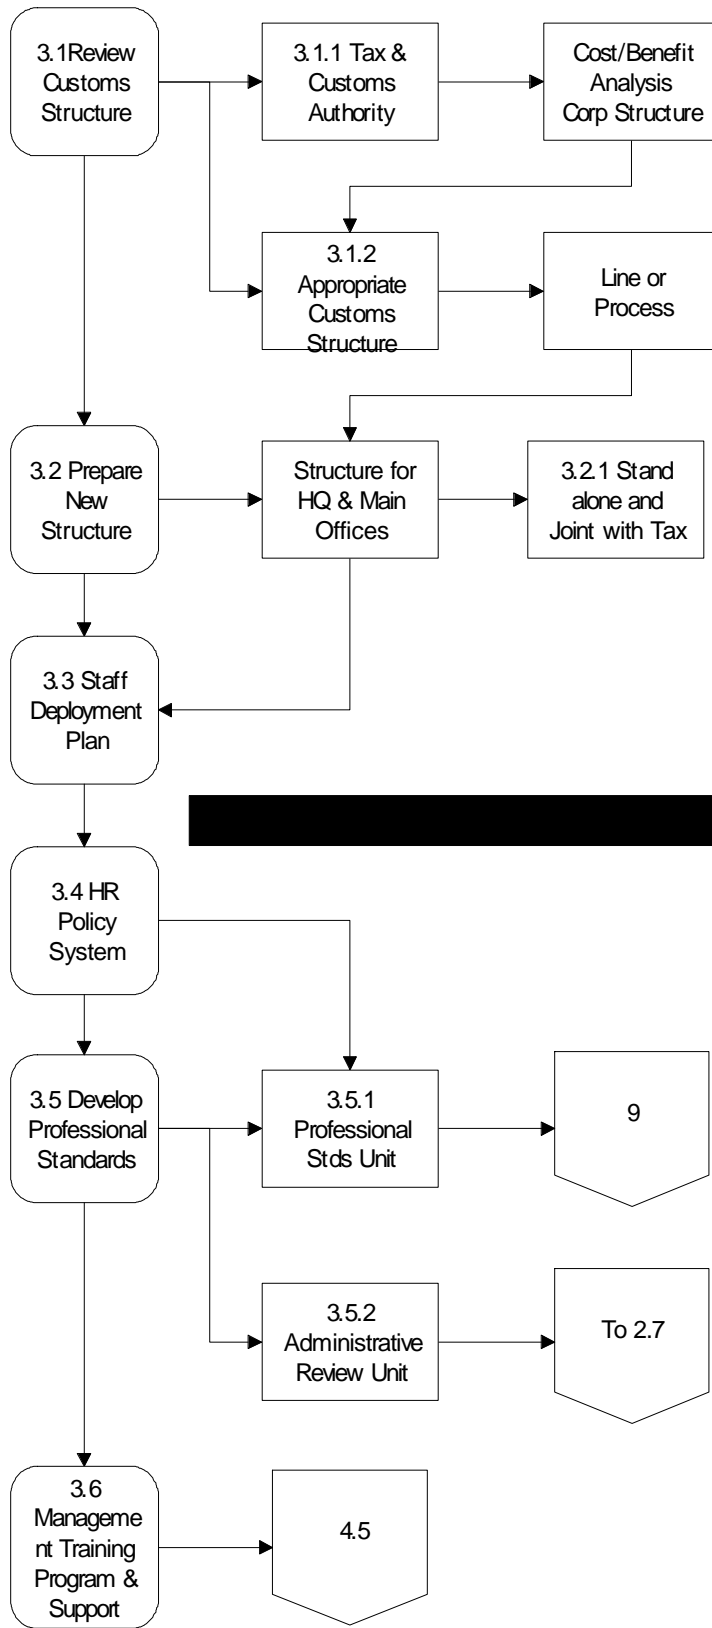 3.1Review
Customs
Structure
3.1.1 Tax &
Customs
Authority
Cost/Benefit
Analysis
Corp Structure
3.1.2
Appropriate
Customs
Structure
Line or
Process
3.2 Prepare
New
Structure
Structure for
HQ & Main
Offices
3.2.1 Stand
alone and
Joint with Tax
3.3 Staff
Deployment
Plan
3.4 HR
Policy
System
3.5 Develop
Professional
Standards
3.5.1
Professional
Stds Unit
9
3.5.2
Administrative
Review Unit
To 2.7
3.6
Manageme
nt Training
Program &
Support
4.5